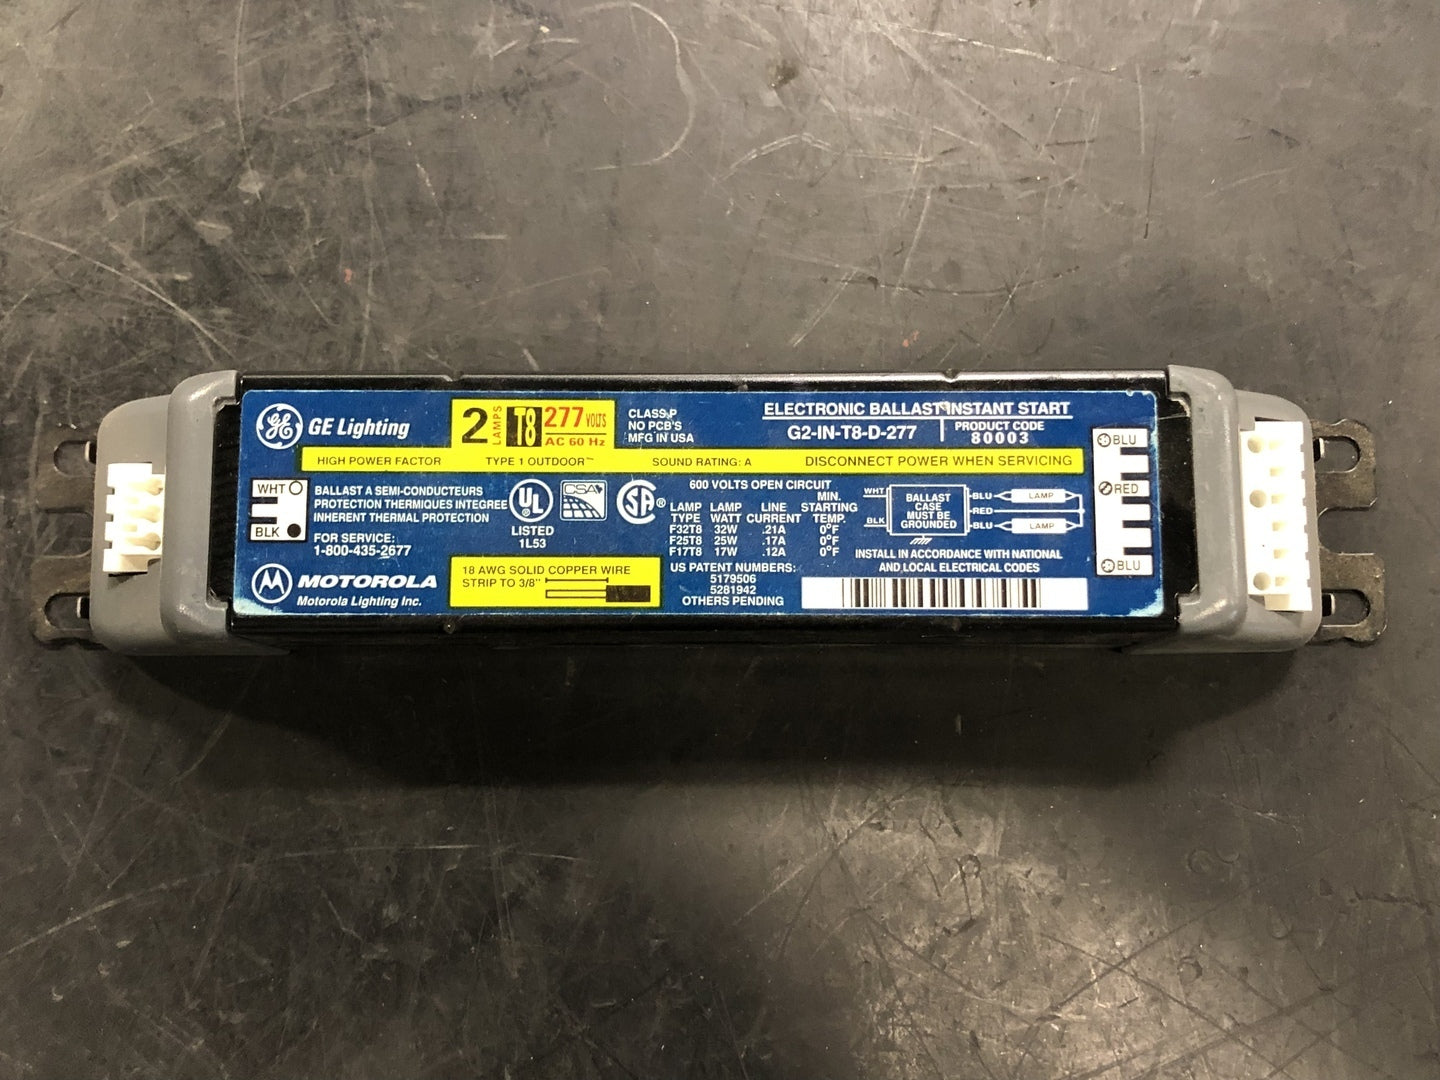 GE Lighting
2 LAMPS T8 277 VOLTS
AC 60 Hz
CLASS P
NO PCB'S
MFG IN USA
ELECTRONIC BALLAST INSTANT START
G2-IN-T8-D-277
PRODUCT CODE
80003
HIGH POWER FACTOR TYPE 1 OUTDOOR™ SOUND RATING: A DISCONNECT POWER WHEN SERVICING
WHT
BLK
BALLAST A SEMI-CONDUCTEURS
PROTECTION THERMIQUES INTEGREE
INHERENT THERMAL PROTECTION
FOR SERVICE:
1-800-435-2677
MOTOROLA
Motorola Lighting Inc.
UL ®
LISTED
1L53
CSA
SA ®
18 AWG SOLID COPPER WIRE
STRIP TO 3/8"
600 VOLTS OPEN CIRCUIT
LAMP TYPE LAMP WATT LINE CURRENT MIN. STARTING TEMP.
F32T8 32W .21A 0°F
F25T8 25W .17A 0°F
F17T8 17W .12A 0°F
US PATENT NUMBERS:
5179506
5281942
OTHERS PENDING
WHT
BLK
BALLAST
CASE
MUST BE
GROUNDED
BLU LAMP
RED
BLU LAMP
INSTALL IN ACCORDANCE WITH NATIONAL
AND LOCAL ELECTRICAL CODES
BLU
RED
BLU